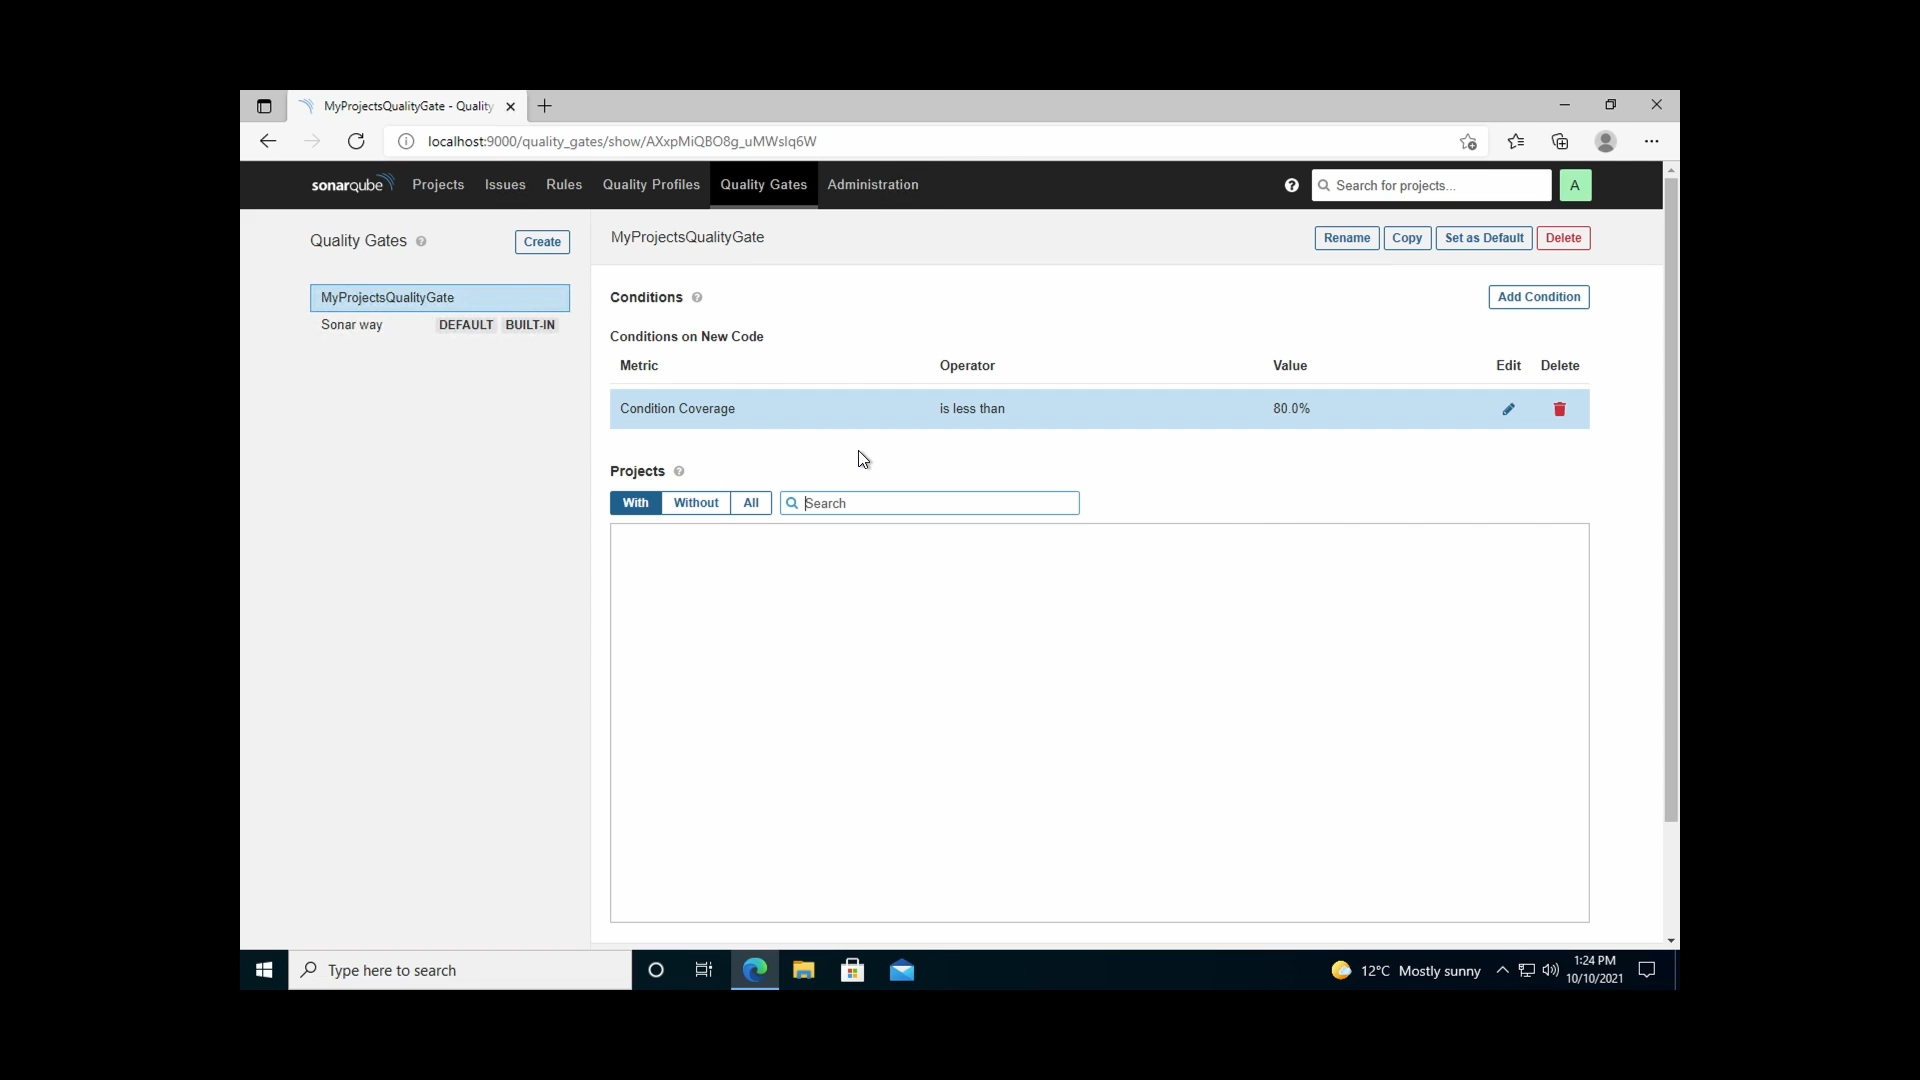 MyProjectsQualityGate - Quality
localhost:9000/quality_gates/show/AXxpMiQBO8g_uMWsIq6W
sonarqube Projects Issues Rules Quality Profiles Quality Gates Administration ? Search for projects... A
Quality Gates ? Create
MyProjectsQualityGate Rename Copy Set as Default Delete
MyProjectsQualityGate
Sonar way DEFAULT BUILT-IN
Conditions ? Add Condition
Conditions on New Code
Metric Operator Value Edit Delete
Condition Coverage is less than 80.0%
Projects ?
With Without All Search
Type here to search 12°C Mostly sunny 1:24 PM
10/10/2021